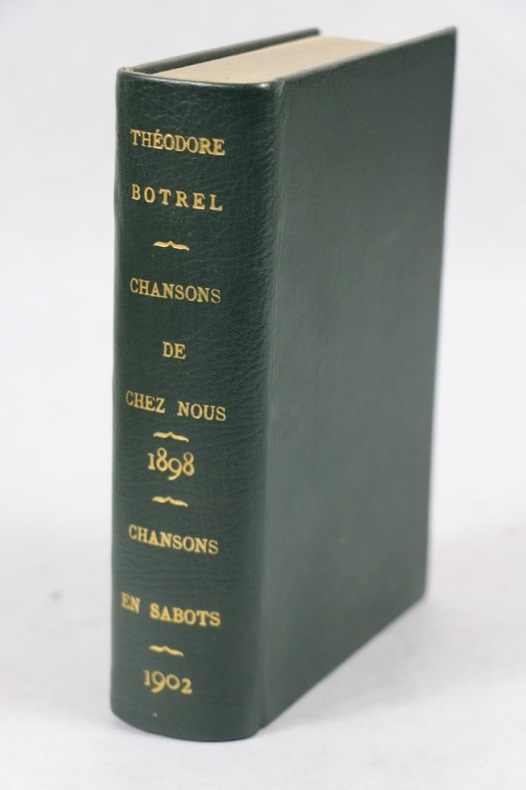 THÉODORE
BOTREL
CHANSONS
DE
CHEZ NOUS
1898
CHANSONS
EN SABOTS
1902